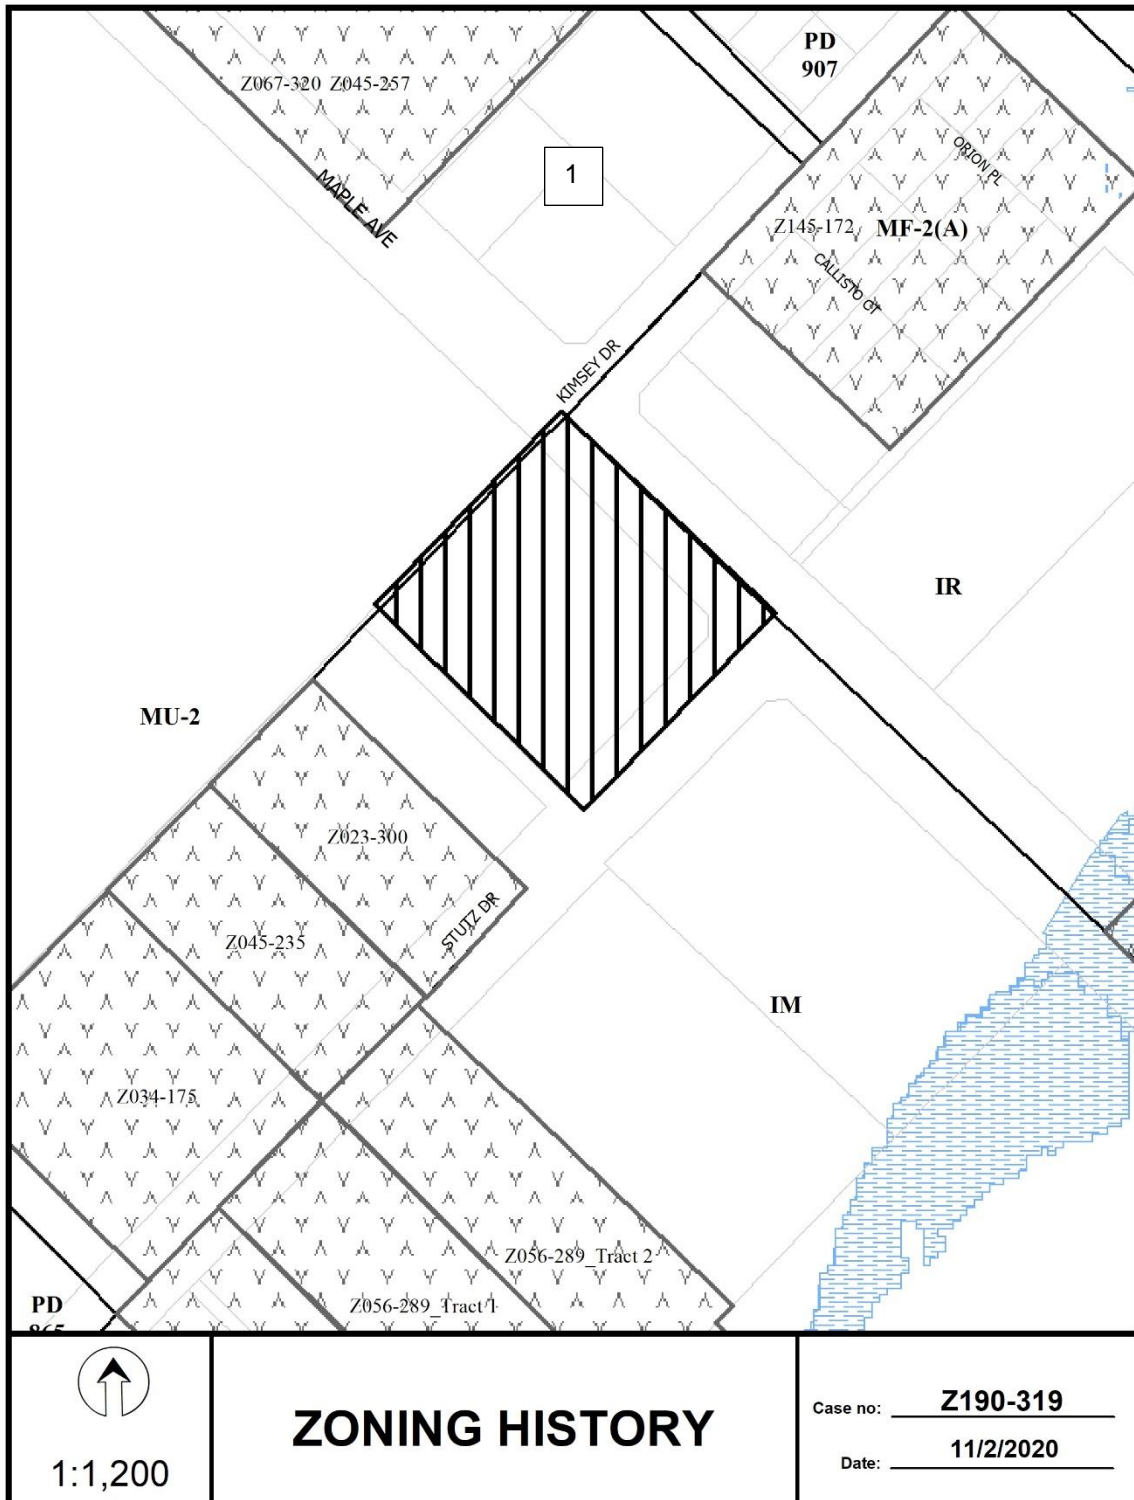 PD
907
Z067-320 Z045-257
1
ORION PL
MAPLE AVE
Z145-172 MF-2(A)
CALLISTO CT
KIMSEY DR
IR
MU-2
Z023-300
STUTZ DR
Z045-235
IM
Z034-175
Z056-289_Tract 2
PD
865
Z056-289_Tract 1
1:1,200
ZONING HISTORY
Case no: Z190-319
Date: 11/2/2020